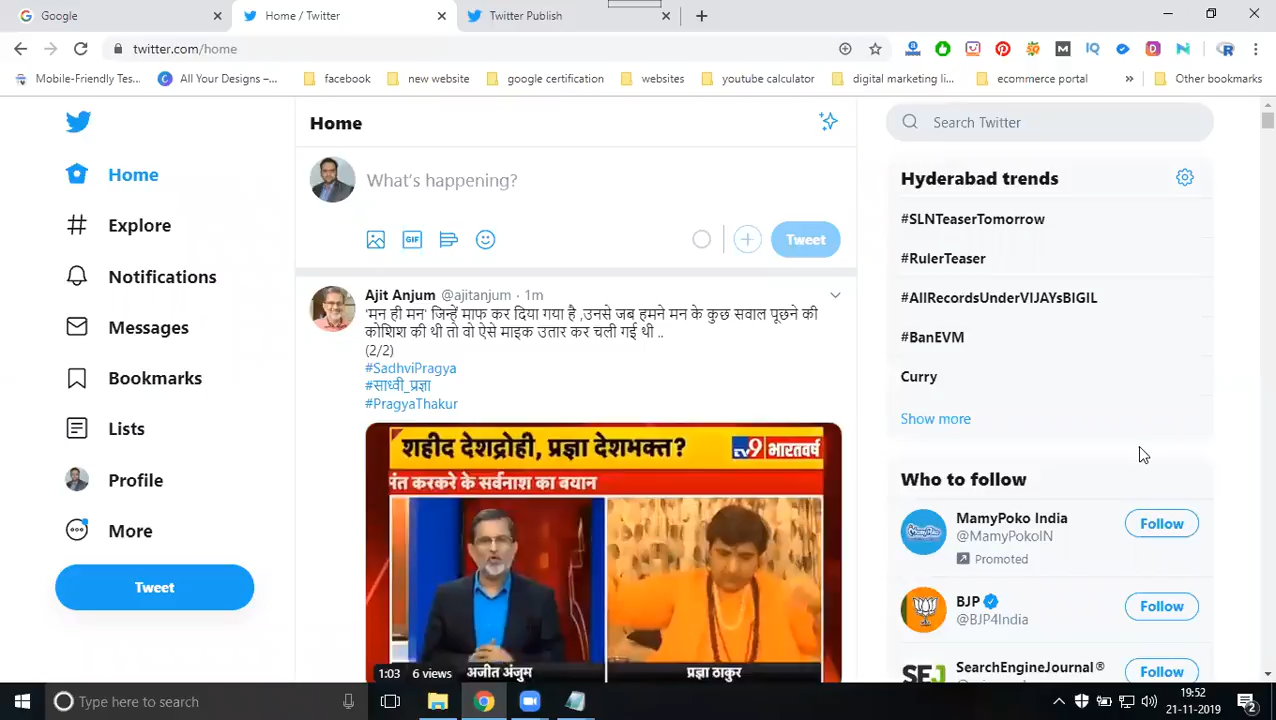 Google
Home / Twitter
Twitter Publish
twitter.com/home
Mobile-Friendly Tes...
All Your Designs –...
facebook
new website
google certification
websites
youtube calculator
digital marketing li...
ecommerce portal
Other bookmarks
Home
Explore
Notifications
Messages
Bookmarks
Lists
Profile
More
Tweet
Home
What's happening?
GIF
Tweet
Ajit Anjum @ajitanjum · 1m
'मन ही मन' जिन्हें माफ कर दिया गया है ,उनसे जब हमने मन के कुछ सवाल पूछने की
कोशिश की थी तो वो ऐसे माइक उतार कर चली गई थी ..
(2/2)
#SadhviPragya
#साध्वी_प्रज्ञा
#PragyaThakur
शहीद देशद्रोही, प्रज्ञा देशभक्त?
TV9 भारतवर्ष
मंत करकरे के सर्वनाश का बयान
1:03 6 views
अजीत अंजुम
प्रज्ञा ठाकुर
Search Twitter
Hyderabad trends
#SLNTeaserTomorrow
#RulerTeaser
#AllRecordsUnderVIJAYsBIGIL
#BanEVM
Curry
Show more
Who to follow
MamyPoko India
@MamyPokoIN
Promoted
Follow
BJP
@BJP4India
Follow
SEJ
SearchEngineJournal®
Follow
Type here to search
19:52
21-11-2019
2